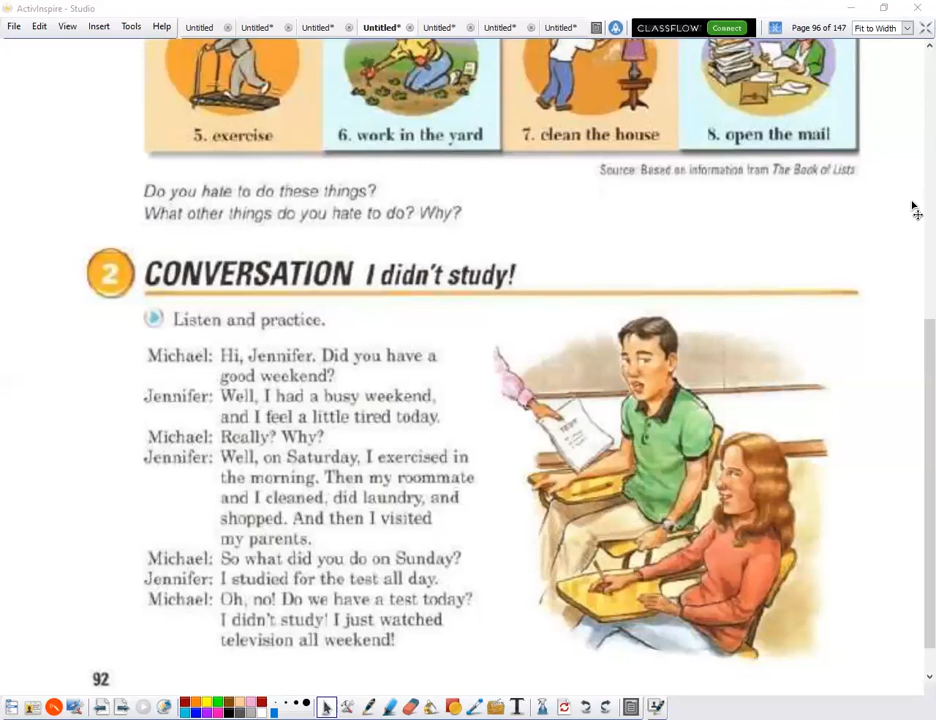 ActivInspire - Studio
File Edit View Insert Tools Help Untitled Untitled* Untitled* Untitled* Untitled* Untitled* Untitled* CLASSFLOW Connect Page 96 of 147 Fit to Width
5. exercise 6. work in the yard 7. clean the house 8. open the mail
Source: Based on information from The Book of Lists
Do you hate to do these things?
What other things do you hate to do? Why?
2 CONVERSATION I didn't study!
Listen and practice.
Michael: Hi, Jennifer. Did you have a
good weekend?
Jennifer: Well, I had a busy weekend,
and I feel a little tired today.
Michael: Really? Why?
Jennifer: Well, on Saturday, I exercised in
the morning. Then my roommate
and I cleaned, did laundry, and
shopped. And then I visited
my parents.
Michael: So what did you do on Sunday?
Jennifer: I studied for the test all day.
Michael: Oh, no! Do we have a test today?
I didn't study! I just watched
television all weekend!
TEST
92